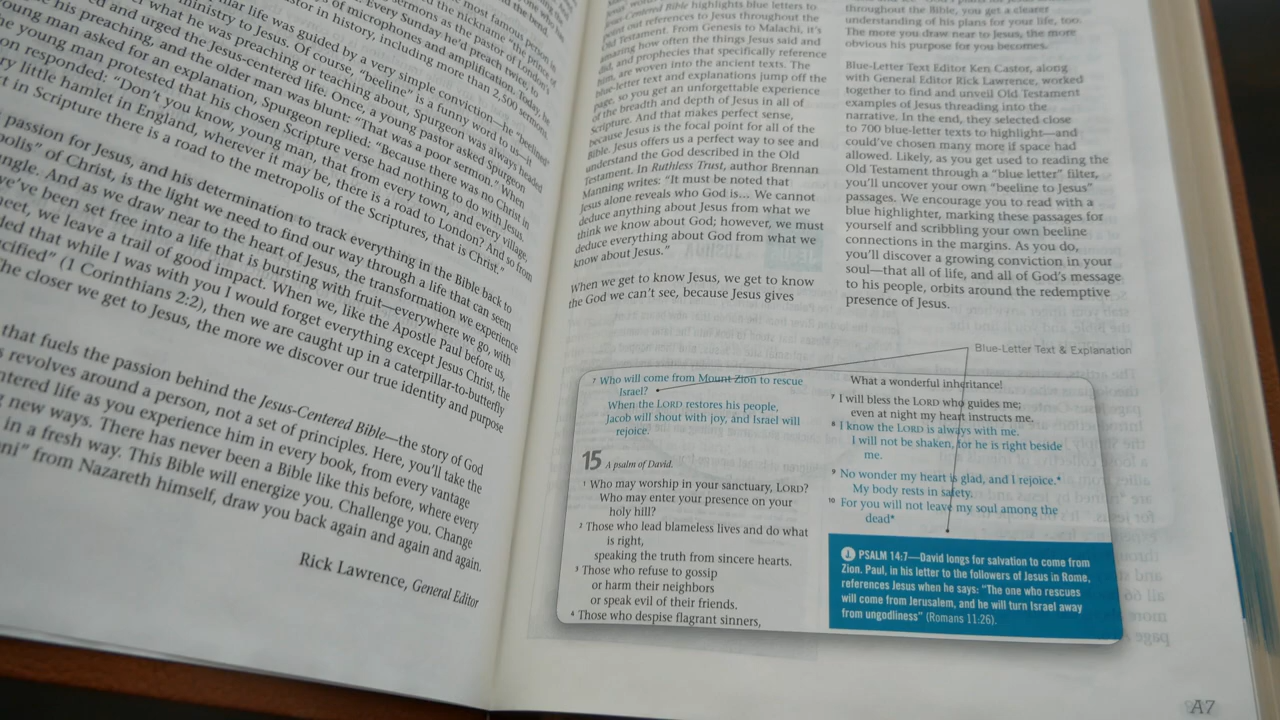 most famous person in
the nickname "the prince of
sermons as the pastor of London's
Every Sunday he'd preach twice, to
of microphones and amplification. Today, he
astor in history, including more than 2,500 sermons
lar life was guided by a very simple conviction—he "beelined"
ministry to Jesus. Of course, "beeline" is a funny word to us—it
what he was preaching or teaching about, Spurgeon was always headed
and urged the Jesus-centered life. Once, a young pastor asked Spurgeon
his preaching, and the older man was blunt: "That was a poor sermon." When
young man asked for an explanation, Spurgeon replied: "Because there was no Christ in
e young man protested that his chosen Scripture verse had nothing to do with Jesus.
on responded: "Don't you know, young man, that from every town, and every village,
ry little hamlet in England, wherever it may be, there is a road to London? And so from
t in Scripture there is a road to the metropolis of the Scriptures, that is Christ."
passion for Jesus, and his determination to track everything in the Bible back to
polis" of Christ, is the light we need to find our way through a life that can seem
ngle. And as we draw near to the heart of Jesus, the transformation we experience
we've been set free into a life that is bursting with fruit—everywhere we go, with
neet, we leave a trail of good impact. When we, like the Apostle Paul before us,
ded that while I was with you I would forget everything except Jesus Christ, the
cified" (1 Corinthians 2:2), then we are caught up in a caterpillar-to-butterfly
he closer we get to Jesus, the more we discover our true identity and purpose
that fuels the passion behind the Jesus-Centered Bible—the story of God
s revolves around a person, not a set of principles. Here, you'll take the
ntered life as you experience him in every book, from every vantage
g new ways. There has never been a Bible like this before, where every
in a fresh way. This Bible will energize you. Challenge you. Change
ni" from Nazareth himself, draw you back again and again and again.
Rick Lawrence, General Editor
Bible highlights blue letters to
out references to Jesus throughout the
Old Testament. From Genesis to Malachi, it's
amazing how often the things Jesus said and
did, and prophecies that specifically reference
him, are woven into the ancient texts. The
blue-letter text and explanations jump off the
page, so you get an unforgettable experience
of the breadth and depth of Jesus in all of
Scripture. And that makes perfect sense,
because Jesus is the focal point for all of the
Bible. Jesus offers us a perfect way to see and
understand the God described in the Old
Testament. In Ruthless Trust, author Brennan
Manning writes: "It must be noted that
Jesus alone reveals who God is... We cannot
deduce anything about Jesus from what we
think we know about God; however, we must
deduce everything about God from what we
know about Jesus."
When we get to know Jesus, we get to know
the God we can't see, because Jesus gives
throughout the Bible, you get a clearer
understanding of his plans for your life, too.
The more you draw near to Jesus, the more
obvious his purpose for you becomes.
Blue-Letter Text Editor Ken Castor, along
with General Editor Rick Lawrence, worked
together to find and unveil Old Testament
examples of Jesus threading into the
narrative. In the end, they selected close
to 700 blue-letter texts to highlight—and
could've chosen many more if space had
allowed. Likely, as you get used to reading the
Old Testament through a "blue letter" filter,
you'll uncover your own "beeline to Jesus"
passages. We encourage you to read with a
blue highlighter, marking these passages for
yourself and scribbling your own beeline
connections in the margins. As you do,
you'll discover a growing conviction in your
soul—that all of life, and all of God's message
to his people, orbits around the redemptive
presence of Jesus.
Blue-Letter Text & Explanation
7 Who will come from Mount Zion to rescue
Israel?
When the LORD restores his people,
Jacob will shout with joy, and Israel will
rejoice.
15 A psalm of David.
1 Who may worship in your sanctuary, LORD?
Who may enter your presence on your
holy hill?
2 Those who lead blameless lives and do what
is right,
speaking the truth from sincere hearts.
3 Those who refuse to gossip
or harm their neighbors
or speak evil of their friends.
4 Those who despise flagrant sinners,
What a wonderful inheritance!
7 I will bless the LORD who guides me;
even at night my heart instructs me.
8 I know the LORD is always with me.
I will not be shaken, for he is right beside
me.
9 No wonder my heart is glad, and I rejoice.*
My body rests in safety.
10 For you will not leave my soul among the
dead*
PSALM 14:7—David longs for salvation to come from
Zion. Paul, in his letter to the followers of Jesus in Rome,
references Jesus when he says: "The one who rescues
will come from Jerusalem, and he will turn Israel away
from ungodliness" (Romans 11:26).
A7